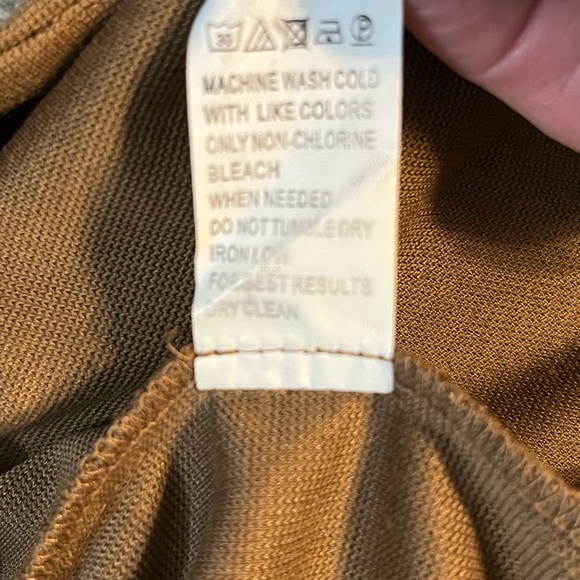 30 P
MACHINE WASH COLD
WITH LIKE COLORS
ONLY NON-CHLORINE
BLEACH
WHEN NEEDED
DO NOT TUMBLE DRY
IRON LOW
FOR BEST RESULTS
DRY CLEAN